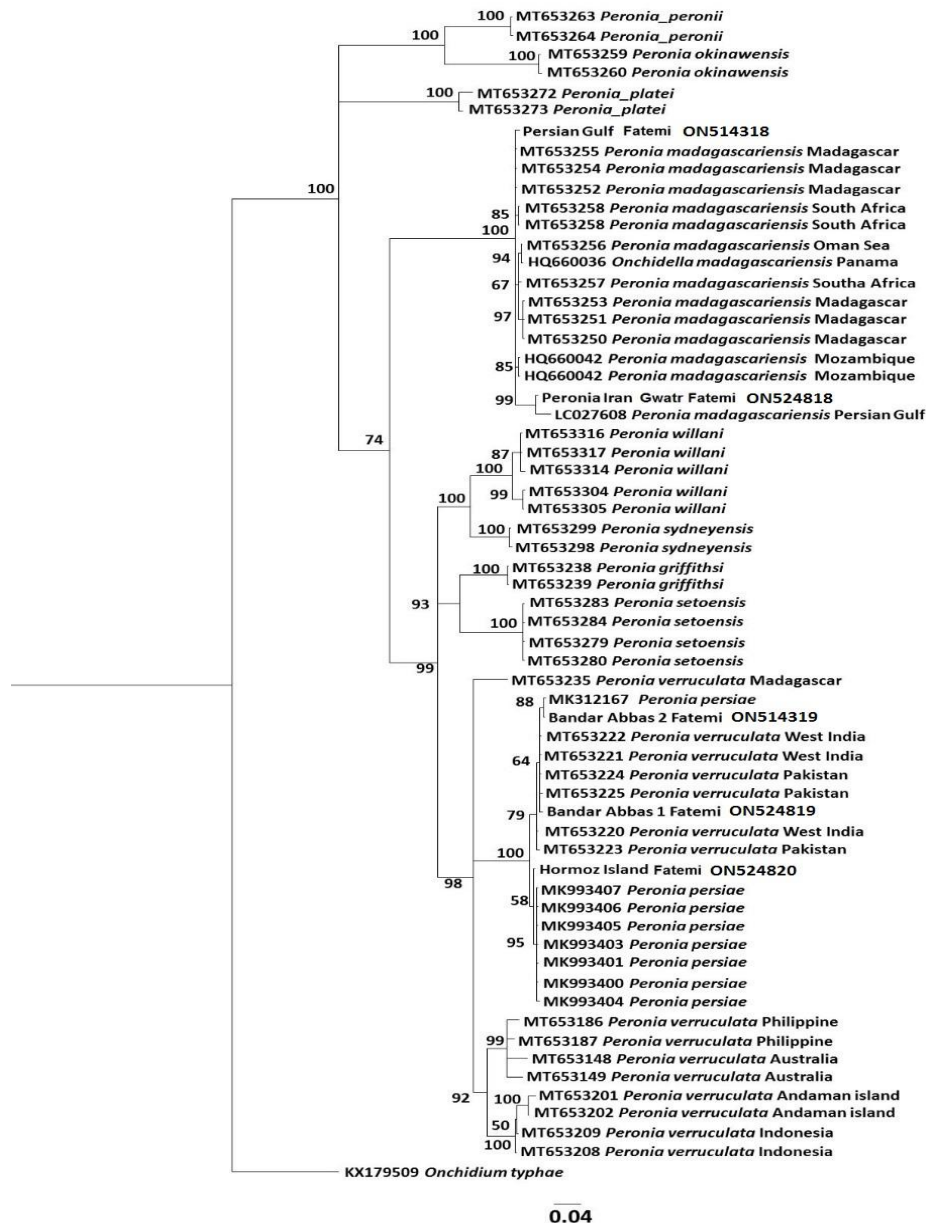 100
MT653263 Peronia_peronii
MT653264 Peronia_peronii
100
100
MT653259 Peronia okinawensis
MT653260 Peronia okinawensis
100
MT653272 Peronia_platei
MT653273 Peronia_platei
Persian Gulf Fatemi ON514318
MT653255 Peronia madagascariensis Madagascar
MT653254 Peronia madagascariensis Madagascar
100
MT653252 Peronia madagascariensis Madagascar
85
MT653258 Peronia madagascariensis South Africa
100
MT653258 Peronia madagascariensis South Africa
MT653256 Peronia madagascariensis Oman Sea
94
HQ660036 Onchidella madagascariensis Panama
67
MT653257 Peronia madagascariensis Southa Africa
MT653253 Peronia madagascariensis Madagascar
97
MT653251 Peronia madagascariensis Madagascar
MT653250 Peronia madagascariensis Madagascar
HQ660042 Peronia madagascariensis Mozambique
85
HQ660042 Peronia madagascariensis Mozambique
99
Peronia Iran Gwatr Fatemi ON524818
LC027608 Peronia madagascariensis Persian Gulf
74
MT653316 Peronia willani
87
MT653317 Peronia willani
100
MT653314 Peronia willani
99
MT653304 Peronia willani
100
MT653305 Peronia willani
100
MT653299 Peronia sydneyensis
MT653298 Peronia sydneyensis
100
MT653238 Peronia griffithsi
MT653239 Peronia griffithsi
93
MT653283 Peronia setoensis
100
MT653284 Peronia setoensis
MT653279 Peronia setoensis
MT653280 Peronia setoensis
99
MT653235 Peronia verruculata Madagascar
88
MK312167 Peronia persiae
Bandar Abbas 2 Fatemi ON514319
MT653222 Peronia verruculata West India
64
MT653221 Peronia verruculata West India
MT653224 Peronia verruculata Pakistan
MT653225 Peronia verruculata Pakistan
79
Bandar Abbas 1 Fatemi ON524819
MT653220 Peronia verruculata West India
100
MT653223 Peronia verruculata Pakistan
98
Hormoz Island Fatemi ON524820
MK993407 Peronia persiae
58
MK993406 Peronia persiae
MK993405 Peronia persiae
95
MK993403 Peronia persiae
MK993401 Peronia persiae
MK993400 Peronia persiae
MK993404 Peronia persiae
MT653186 Peronia verruculata Philippine
99
MT653187 Peronia verruculata Philippine
MT653148 Peronia verruculata Australia
MT653149 Peronia verruculata Australia
92
100
MT653201 Peronia verruculata Andaman island
MT653202 Peronia verruculata Andaman island
50
MT653209 Peronia verruculata Indonesia
100
MT653208 Peronia verruculata Indonesia
KX179509 Onchidium typhae
0.04